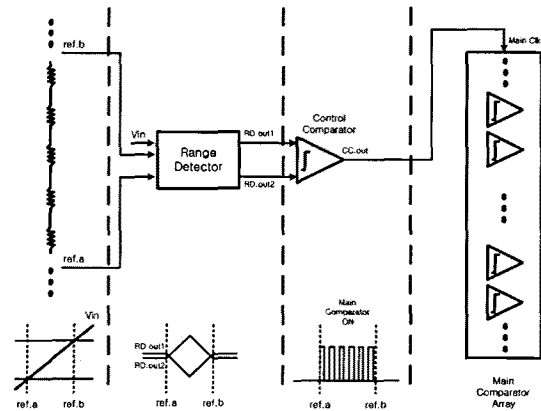 ref.b
Main Clk
Control
Comparator
Vin
RD.out1
Range
Detector
CC.out
RD.out2
ref.a
Vin
Main
Comparator
ON
RD.out1
RD.out2
ref.a
ref.b
ref.a
ref.b
ref.a
ref.b
Main
Comparator
Array